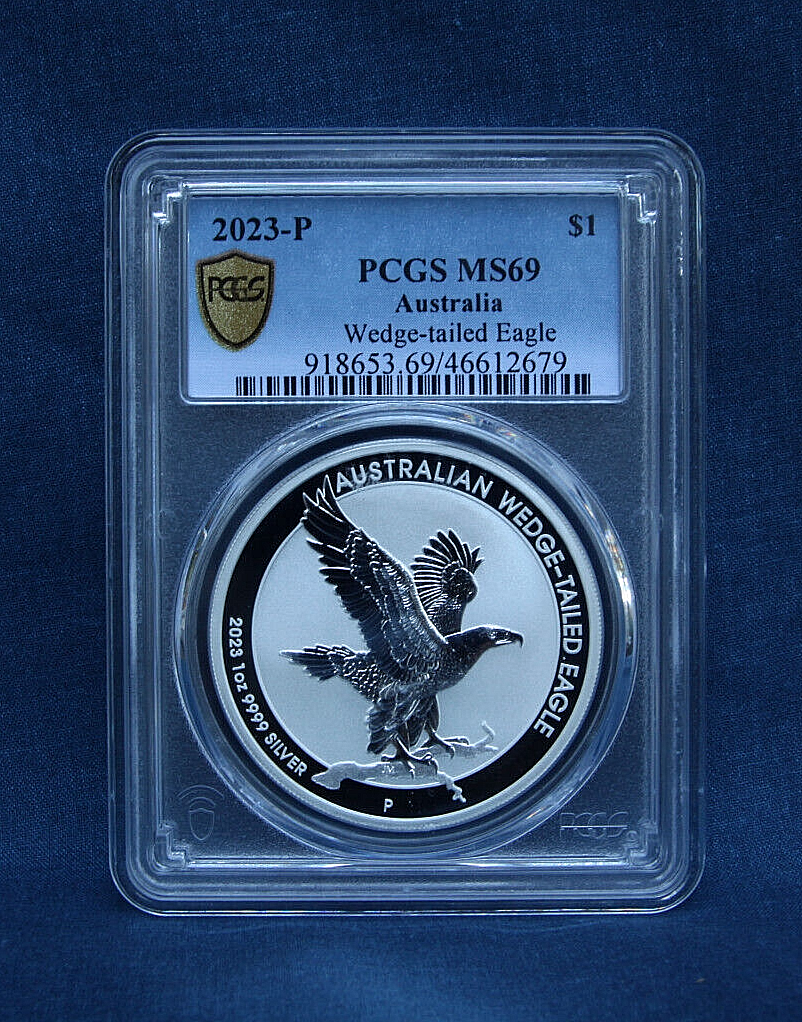 2023-P $1
PCGS
PCGS MS69
Australia
Wedge-tailed Eagle
918653.69/46612679
AUSTRALIAN WEDGE-TAILED EAGLE
2023 1oz 9999 SILVER
JM
P
PCGS